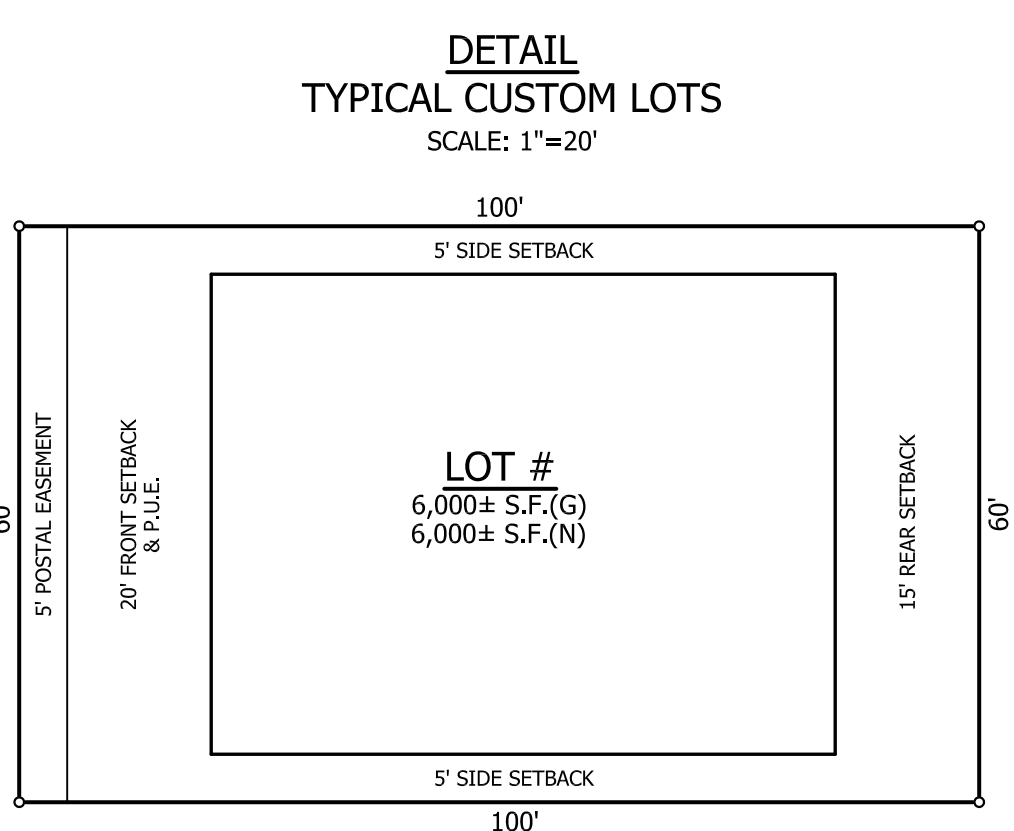 DETAIL
TYPICAL CUSTOM LOTS
SCALE: 1"=20'
100'
5' SIDE SETBACK
60'
5' POSTAL EASEMENT
20' FRONT SETBACK
& P.U.E.
LOT #
6,000± S.F.(G)
6,000± S.F.(N)
15' REAR SETBACK
60'
5' SIDE SETBACK
100'